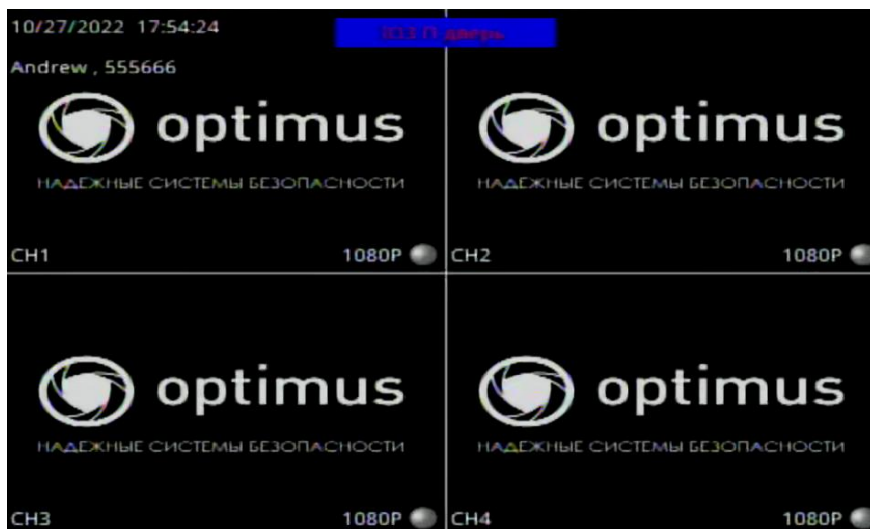 10/27/2022 17:54:24
дверь
Andrew , 555666
optimus
НАДЕЖНЫЕ СИСТЕМЫ БЕЗОПАСНОСТИ
CH1 1080P
optimus
НАДЕЖНЫЕ СИСТЕМЫ БЕЗОПАСНОСТИ
CH2 1080P
optimus
НАДЕЖНЫЕ СИСТЕМЫ БЕЗОПАСНОСТИ
CH3 1080P
optimus
НАДЕЖНЫЕ СИСТЕМЫ БЕЗОПАСНОСТИ
CH4 1080P